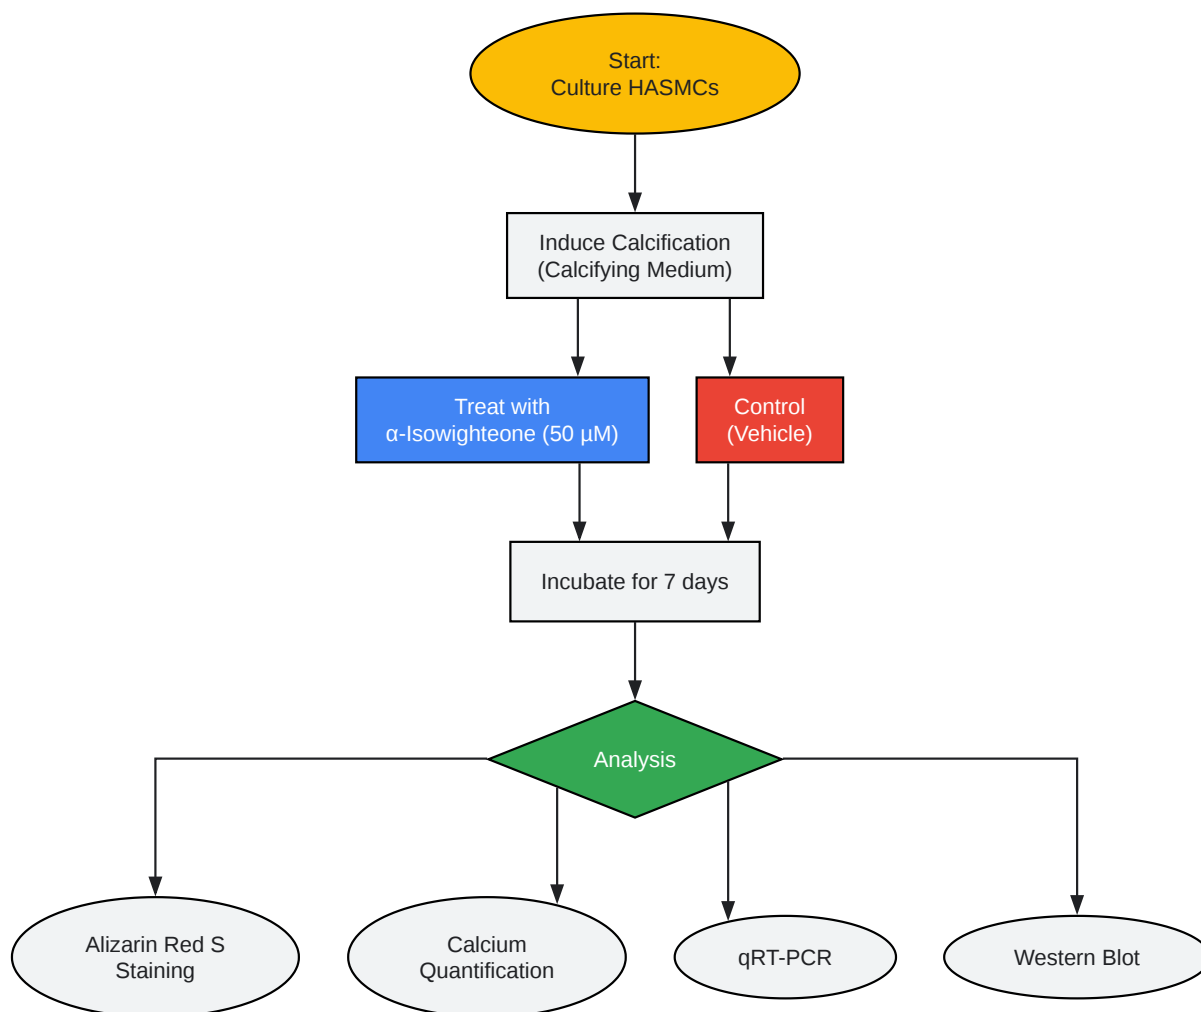 Start:
Culture HASMCs
Induce Calcification
(Calcifying Medium)
Treat with
α-Isowighteone (50 µM)
Control
(Vehicle)
Incubate for 7 days
Analysis
Alizarin Red S
Staining
Calcium
Quantification
qRT-PCR
Western Blot